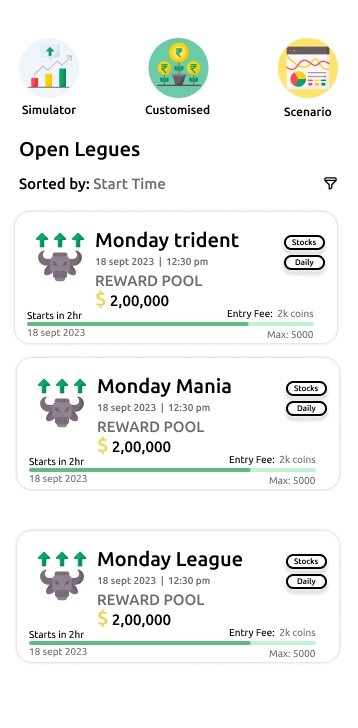 Simulator
Customised
Scenario
Open Legues
Sorted by: Start Time
Monday trident
Stocks
18 sept 2023 | 12:30 pm
Daily
REWARD POOL
$ 2,00,000
Starts in 2hr
Entry Fee: 2k coins
18 sept 2023
Max: 5000
Monday Mania
Stocks
18 sept 2023 | 12:30 pm
Daily
REWARD POOL
$ 2,00,000
Starts in 2hr
Entry Fee: 2k coins
18 sept 2023
Max: 5000
Monday League
Stocks
18 sept 2023 | 12:30 pm
Daily
REWARD POOL
$ 2,00,000
Starts in 2hr
Entry Fee: 2k coins
18 sept 2023
Max: 5000